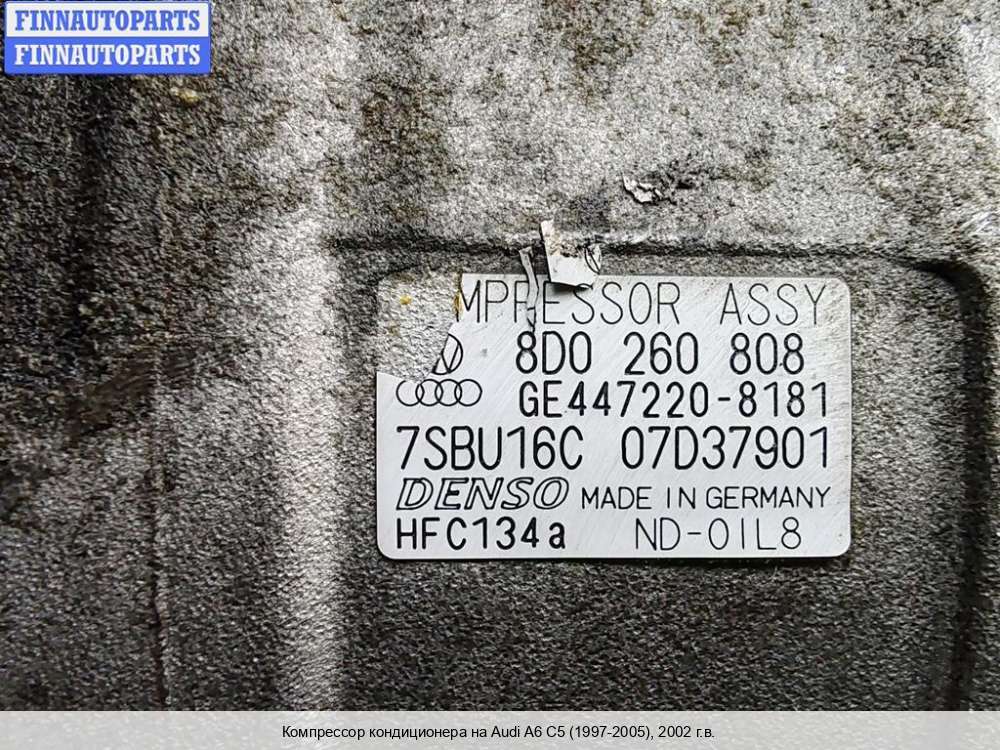 FINNAUTOPARTS
FINNAUTOPARTS
MPRESSOR ASSY
8D0 260 808
GE447220-8181
7SBU16C 07D37901
DENSO MADE IN GERMANY
HFC134a ND-OIL8
Компрессор кондиционера на Audi A6 C5 (1997-2005), 2002 г.в.